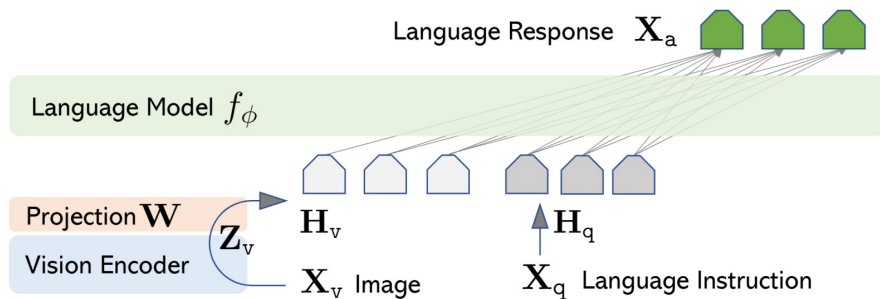 Language Response X_a
Language Model f_ϕ
Projection W
Z_v
H_v
H_q
Vision Encoder
X_v Image
X_q Language Instruction